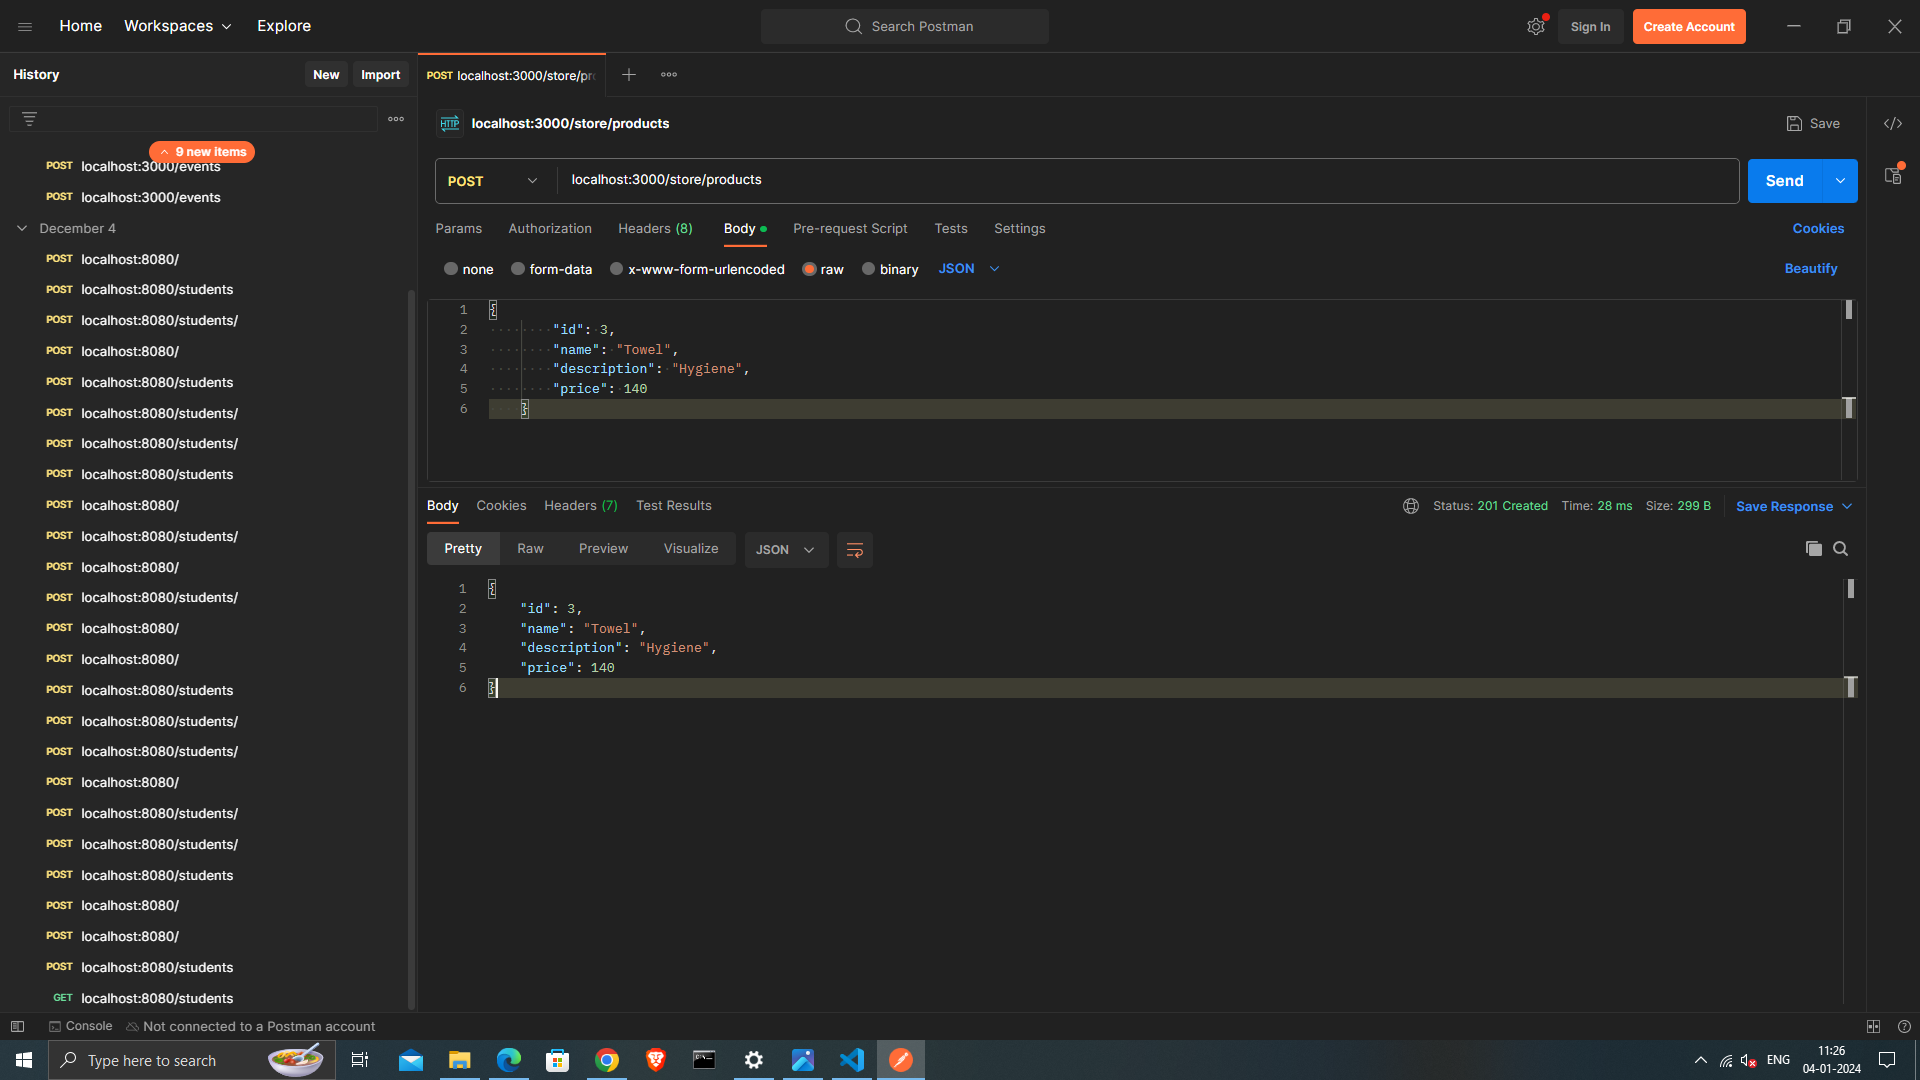 Home Workspaces Explore Search Postman Sign In Create Account
History New Import POST localhost:3000/store/pr
HTTP localhost:3000/store/products Save
9 new items
POST localhost:3000/events
POST localhost:3000/events
December 4
POST localhost:8080/
POST localhost:8080/students
POST localhost:8080/students/
POST localhost:8080/
POST localhost:8080/students
POST localhost:8080/students/
POST localhost:8080/students/
POST localhost:8080/students
POST localhost:8080/
POST localhost:8080/students/
POST localhost:8080/
POST localhost:8080/students/
POST localhost:8080/
POST localhost:8080/
POST localhost:8080/students
POST localhost:8080/students/
POST localhost:8080/students/
POST localhost:8080/
POST localhost:8080/students/
POST localhost:8080/students/
POST localhost:8080/students
POST localhost:8080/
POST localhost:8080/
POST localhost:8080/students
GET localhost:8080/students
POST localhost:3000/store/products Send
Params Authorization Headers (8) Body Pre-request Script Tests Settings Cookies
none form-data x-www-form-urlencoded raw binary JSON Beautify
1 {
2 "id": 3,
3 "name": "Towel",
4 "description": "Hygiene",
5 "price": 140
6 }
Body Cookies Headers (7) Test Results Status: 201 Created Time: 28 ms Size: 299 B Save Response
Pretty Raw Preview Visualize JSON
1 {
2 "id": 3,
3 "name": "Towel",
4 "description": "Hygiene",
5 "price": 140
6 }
Console Not connected to a Postman account
Type here to search ENG 11:26
04-01-2024